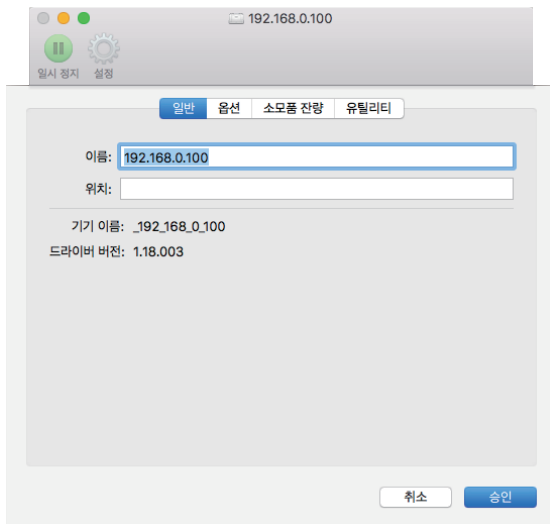 192.168.0.100
일시 정지 설정
일반 옵션 소모품 잔량 유틸리티
이름: 192.168.0.100
위치:
기기 이름: _192_168_0_100
드라이버 버전: 1.18.003
취소 승인